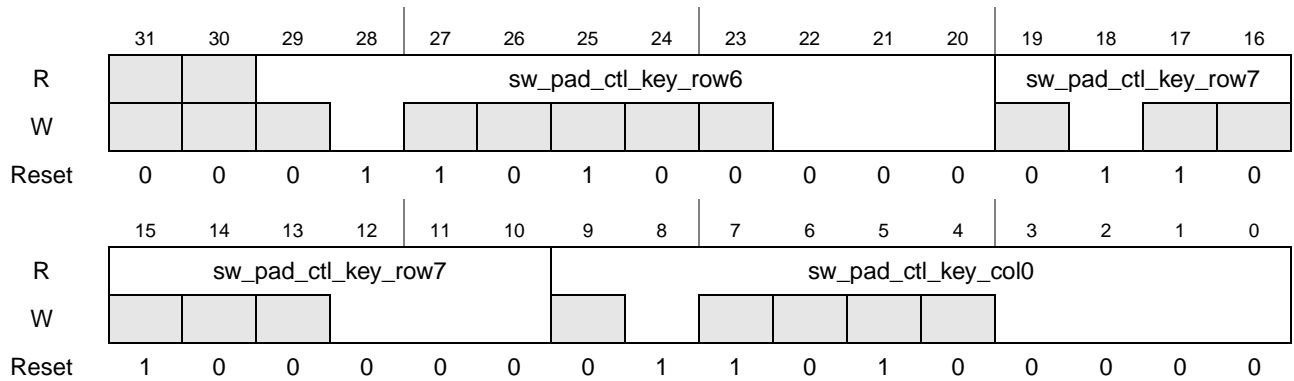 31 30 29 28 27 26 25 24 23 22 21 20 19 18 17 16
R sw_pad_ctl_key_row6 sw_pad_ctl_key_row7
W
Reset 0 0 0 1 1 0 1 0 0 0 0 0 0 1 1 0
15 14 13 12 11 10 9 8 7 6 5 4 3 2 1 0
R sw_pad_ctl_key_row7 sw_pad_ctl_key_col0
W
Reset 1 0 0 0 0 0 0 1 1 0 1 0 0 0 0 0